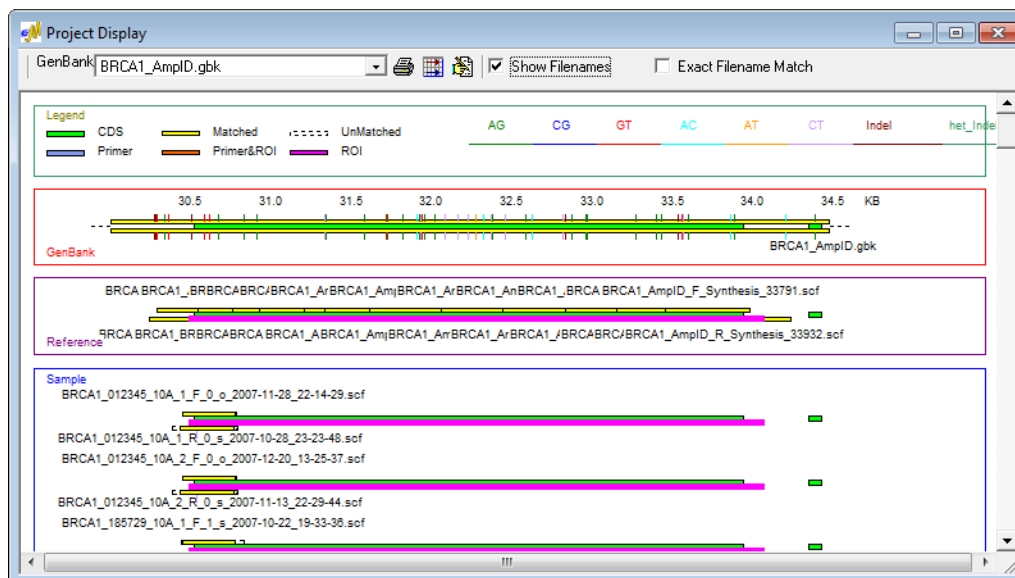 Project Display
GenBank BRCA1_AmpID.gbk Show Filenames Exact Filename Match
Legend
CDS Matched UnMatched AG CG GT AC AT CT Indel het_Inde
Primer Primer&ROI ROI
30.5 31.0 31.5 32.0 32.5 33.0 33.5 34.0 34.5 KB
BRCA1_AmpID.gbk
GenBank
BRCA1_AmpID_F_Synthesis_33791.scf
BRCA1_AmpID_R_Synthesis_33932.scf
Reference
Sample
BRCA1_012345_10A_1_F_0_o_2007-11-28_22-14-29.scf
BRCA1_012345_10A_1_R_0_s_2007-10-28_23-23-48.scf
BRCA1_012345_10A_2_F_0_o_2007-12-20_13-25-37.scf
BRCA1_012345_10A_2_R_0_s_2007-11-13_22-29-44.scf
BRCA1_185729_10A_1_F_1_s_2007-10-22_19-33-36.scf